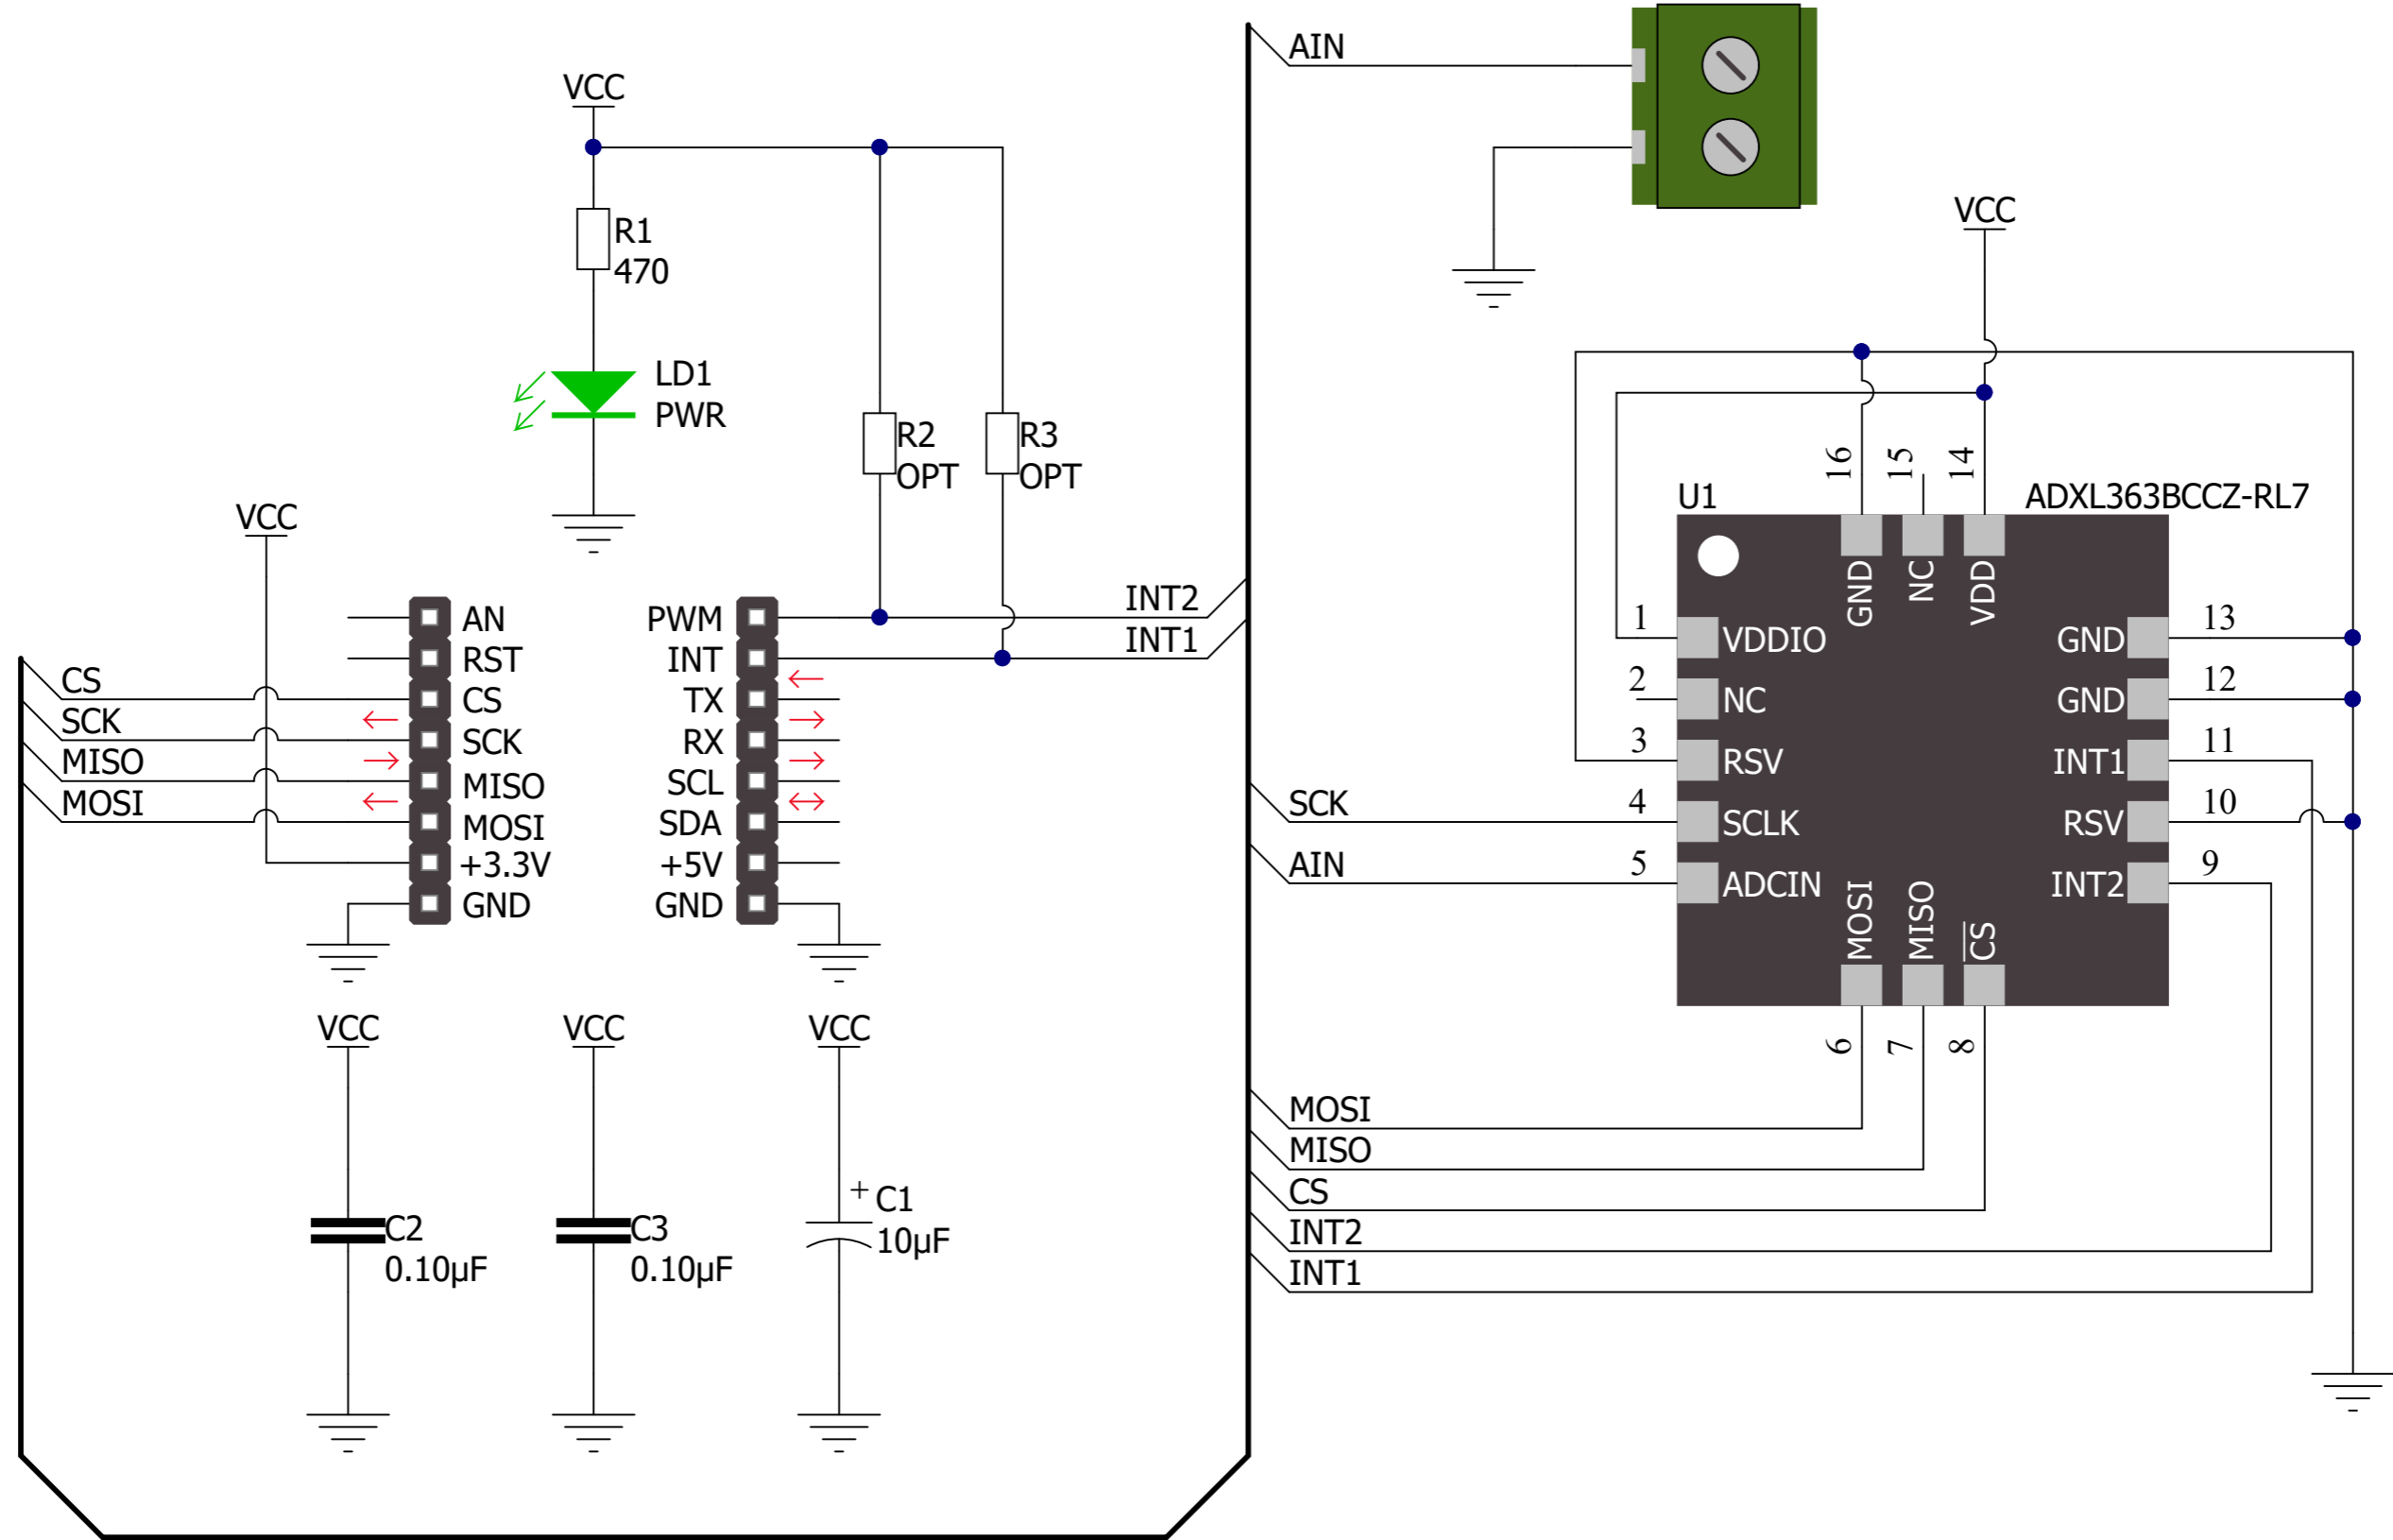 AIN
VCC
R1
470
LD1
PWR
R2
OPT
R3
OPT
VCC
AN
RST
CS
SCK
MISO
MOSI
+3.3V
GND
PWM
INT
TX
RX
SCL
SDA
+5V
GND
INT2
INT1
CS
SCK
MISO
MOSI
VCC
C2
0.10µF
VCC
C3
0.10µF
VCC
+ C1
10µF
VCC
U1
ADXL363BCCZ-RL7
16
15
14
GND
NC
VDD
1
VDDIO
2
NC
3
RSV
4
SCLK
5
ADCIN
13
GND
12
GND
11
INT1
10
RSV
9
INT2
MOSI
MISO
CS
6
7
8
SCK
AIN
MOSI
MISO
CS
INT2
INT1